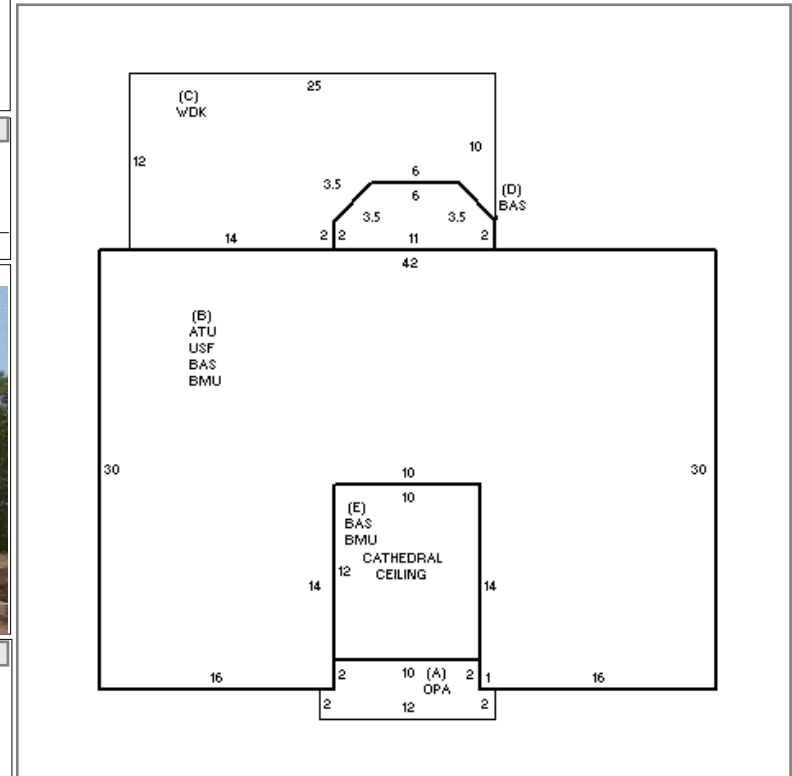 25
(C)
WDK
10
12
6
3.5
6
(D)
BAS
3.5
3.5
14
2
2
11
2
42
(B)
ATU
USF
BAS
BMU
30
30
10
10
(E)
BAS
BMU
CATHEDRAL
12
CEILING
14
14
16
2
10
(A)
2
1
16
OPA
2
12
2